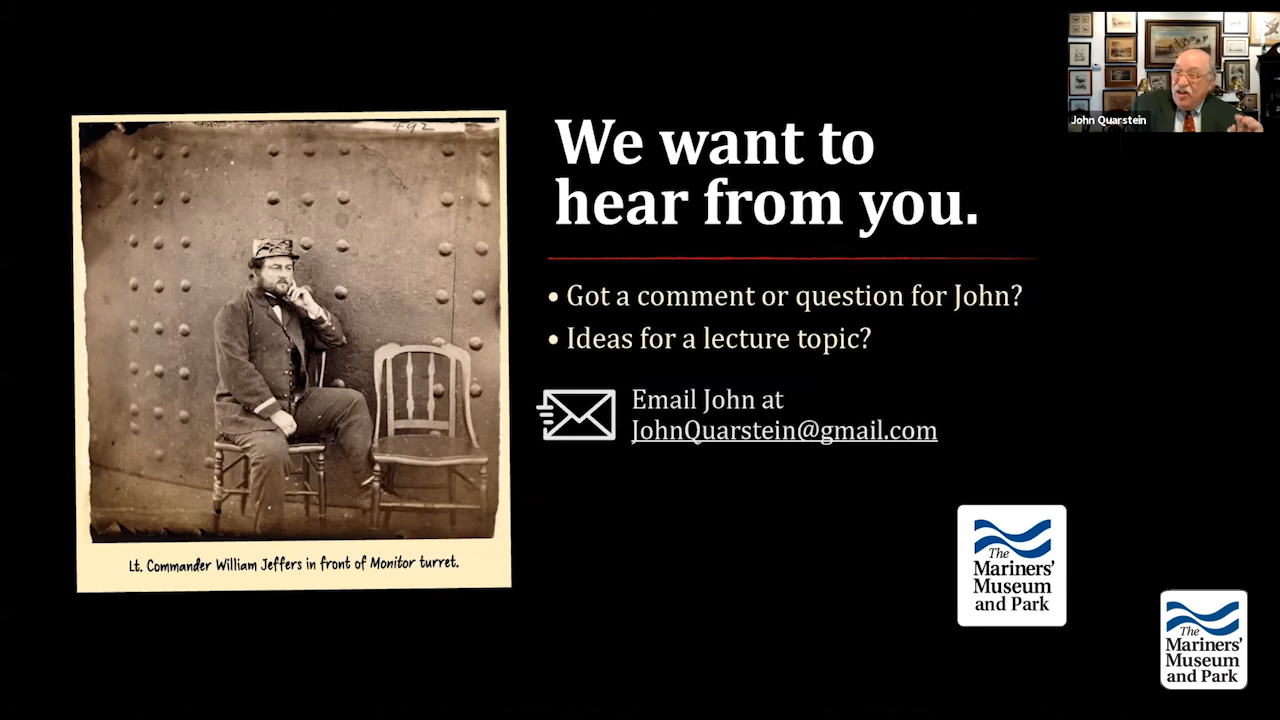 John Quarstein
492
We want to
hear from you.
• Got a comment or question for John?
• Ideas for a lecture topic?
Email John at
JohnQuarstein@gmail.com
Lt. Commander William Jeffers in front of Monitor turret.
The
Mariners'
Museum
and Park
The
Mariners'
Museum
and Park